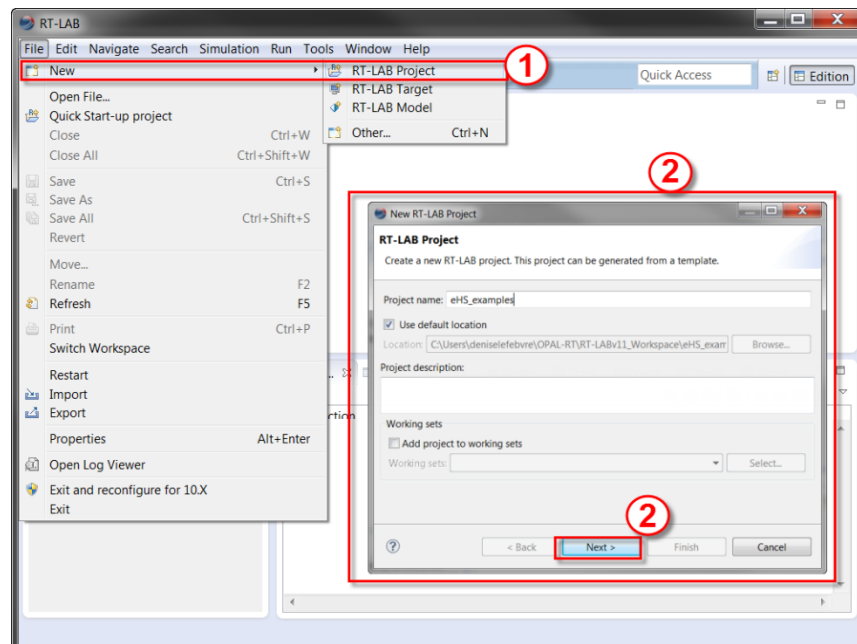 RT-LAB
File Edit Navigate Search Simulation Run Tools Window Help
New
RT-LAB Project
1
Quick Access
Edition
RT-LAB Target
Open File...
RT-LAB Model
Quick Start-up project
Close Ctrl+W
Other... Ctrl+N
Close All Ctrl+Shift+W
Save Ctrl+S
Save As
Save All Ctrl+Shift+S
Revert
Move...
Rename F2
Refresh F5
Print Ctrl+P
Switch Workspace
Restart
Import
Export
Properties Alt+Enter
Open Log Viewer
Exit and reconfigure for 10.X
Exit
2
New RT-LAB Project
RT-LAB Project
Create a new RT-LAB project. This project can be generated from a template.
Project name: eHS_examples
Use default location
Location: C:\Users\deniselefebvre\OPAL-RT\RT-LABv11_Workspace\eHS_exam Browse...
Project description:
Working sets
Add project to working sets
Working sets: Select...
2
? < Back Next > Finish Cancel